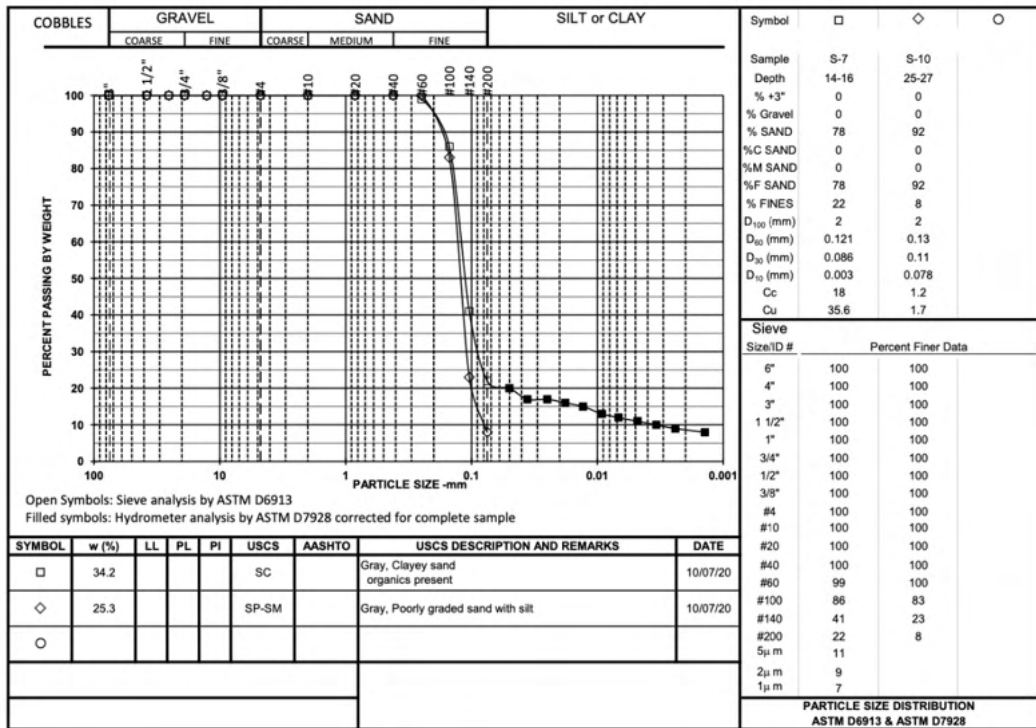 COBBLES GRAVEL SAND SILT or CLAY
COARSE FINE COARSE MEDIUM FINE
3" 1 1/2" 3/4" 3/8" #4 #10 #20 #40 #60 #100 #140 #200
PERCENT PASSING BY WEIGHT
100
90
80
70
60
50
40
30
20
10
0
100 10 1 0.1 0.01 0.001
PARTICLE SIZE -mm
Open Symbols: Sieve analysis by ASTM D6913
Filled symbols: Hydrometer analysis by ASTM D7928 corrected for complete sample
SYMBOL w (%) LL PL PI USCS AASHTO USCS DESCRIPTION AND REMARKS DATE
□ 34.2 SC Gray, Clayey sand 10/07/20
organics present
◇ 25.3 SP-SM Gray, Poorly graded sand with silt 10/07/20
○
Symbol □ ◇ ○
Sample S-7 S-10
Depth 14-16 25-27
% +3" 0 0
% Gravel 0 0
% SAND 78 92
%C SAND 0 0
%M SAND 0 0
%F SAND 78 92
% FINES 22 8
D100 (mm) 2 2
D60 (mm) 0.121 0.13
D30 (mm) 0.086 0.11
D10 (mm) 0.003 0.078
Cc 18 1.2
Cu 35.6 1.7
Sieve
Size/ID # Percent Finer Data
6" 100 100
4" 100 100
3" 100 100
1 1/2" 100 100
1" 100 100
3/4" 100 100
1/2" 100 100
3/8" 100 100
#4 100 100
#10 100 100
#20 100 100
#40 100 100
#60 99 100
#100 86 83
#140 41 23
#200 22 8
5μ m 11
2μ m 9
1μ m 7
PARTICLE SIZE DISTRIBUTION
ASTM D6913 & ASTM D7928